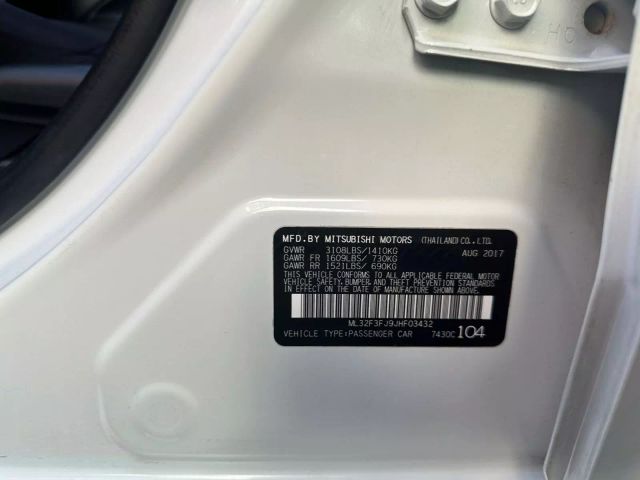 HO
MFD.BY MITSUBISHI MOTORS (THAILAND) CO.,LTD.
GVWR 3108LBS/1410KG AUG 2017
GAWR FR 1609LBS/ 730KG
GAWR RR 1521LBS/ 690KG
THIS VEHICLE CONFORMS TO ALL APPLICABLE FEDERAL MOTOR
VEHICLE SAFETY,BUMPER,AND THEFT PREVENTION STANDARDS IN
EFFECT ON THE DATE OF MANUFACTURE SHOWN ABOVE.
ML32F3FJ9JHF03432
VEHICLE TYPE:PASSENGER CAR 7430C 104